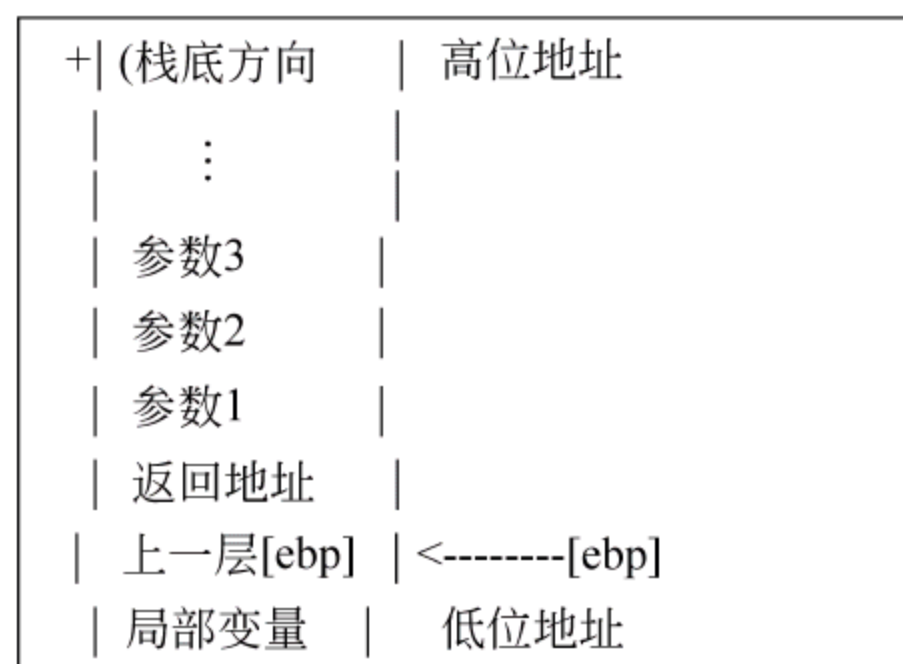 +| (栈底方向 | 高位地址
| ⋮ |
| |
| 参数3 |
| 参数2 |
| 参数1 |
| 返回地址 |
| 上一层[ebp] | <--------[ebp]
| 局部变量 | 低位地址